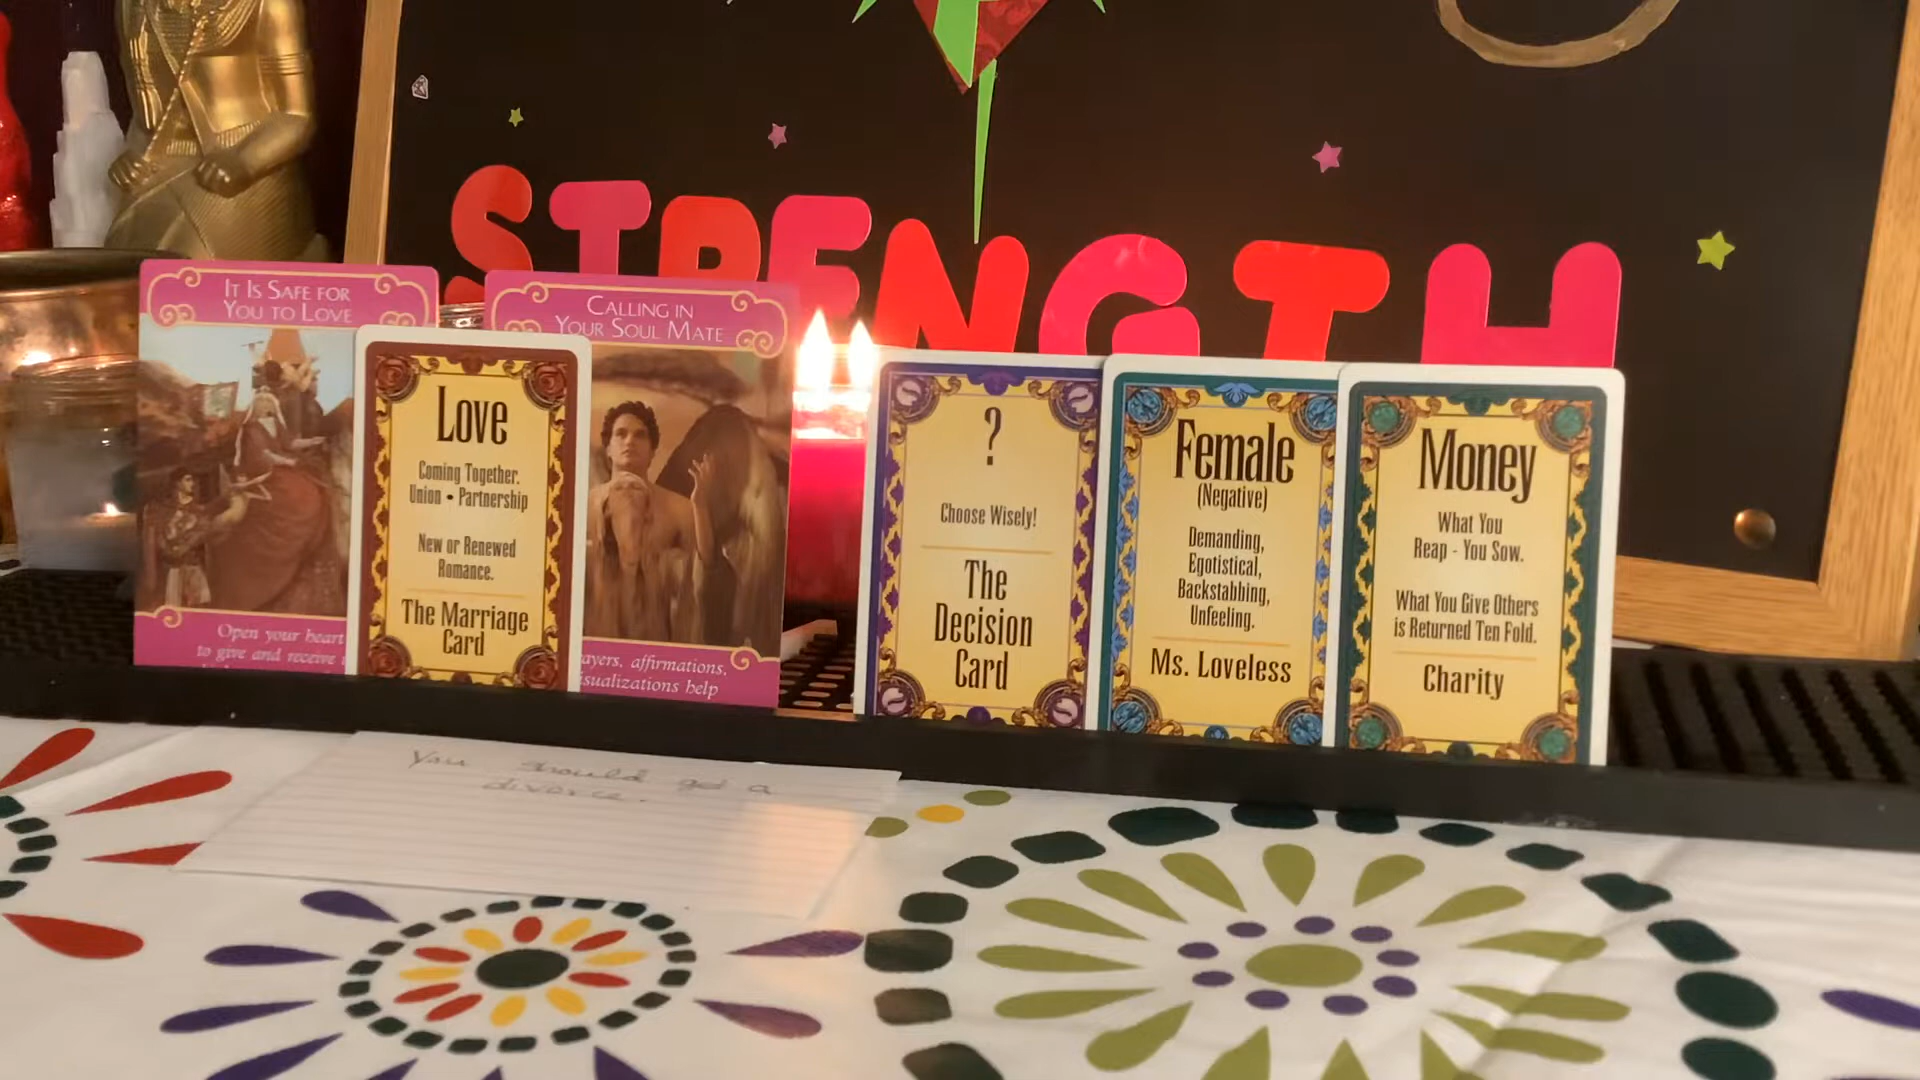 STRENGTH
It Is Safe for
You to Love
Open your heart
to give and receive
Love
Coming Together.
Union • Partnership
New or Renewed
Romance.
The Marriage
Card
Calling in
Your Soul Mate
ayers, affirmations,
isualizations help
?
Choose Wisely!
The
Decision
Card
Female
(Negative)
Demanding,
Egotistical,
Backstabbing,
Unfeeling.
Ms. Loveless
Money
What You
Reap - You Sow.
What You Give Others
is Returned Ten Fold.
Charity
You should get a
divorce.